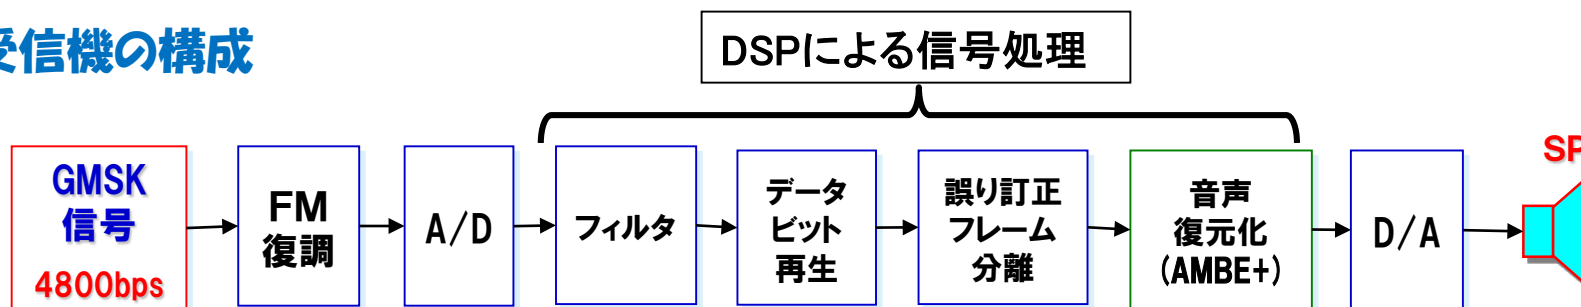 受信機の構成
DSPによる信号処理
GMSK
信号
4800bps
FM
復調
A/D
フィルタ
データ
ビット
再生
誤り訂正
フレーム
分離
音声
復元化
(AMBE+)
D/A
SP